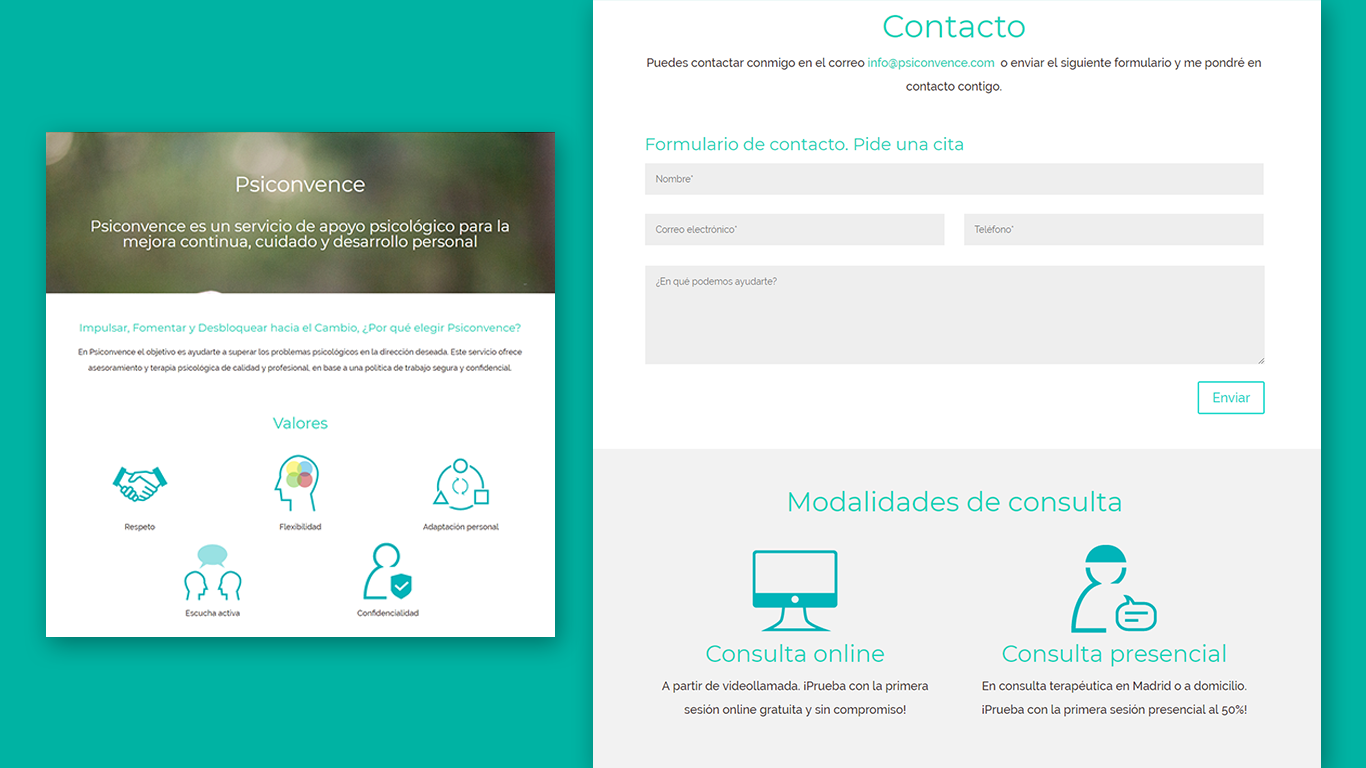 Psiconvence
Psiconvence es un servicio de apoyo psicológico para la
mejora continua, cuidado y desarrollo personal
Impulsar, Fomentar y Desbloquear hacia el Cambio, ¿Por qué elegir Psiconvence?
En Psiconvence el objetivo es ayudarte a superar los problemas psicológicos en la dirección deseada. Este servicio ofrece
asesoramiento y terapia psicológica de calidad y profesional, en base a una política de trabajo segura y confidencial.
Valores
Respeto
Flexibilidad
Adaptación personal
Escucha activa
Confidencialidad
Contacto
Puedes contactar conmigo en el correo info@psiconvence.com o enviar el siguiente formulario y me pondré en
contacto contigo.
Formulario de contacto. Pide una cita
Nombre*
Correo electrónico*
Teléfono*
¿En qué podemos ayudarte?
Enviar
Modalidades de consulta
Consulta online
A partir de videollamada. ¡Prueba con la primera
sesión online gratuita y sin compromiso!
Consulta presencial
En consulta terapéutica en Madrid o a domicilio.
¡Prueba con la primera sesión presencial al 50%!